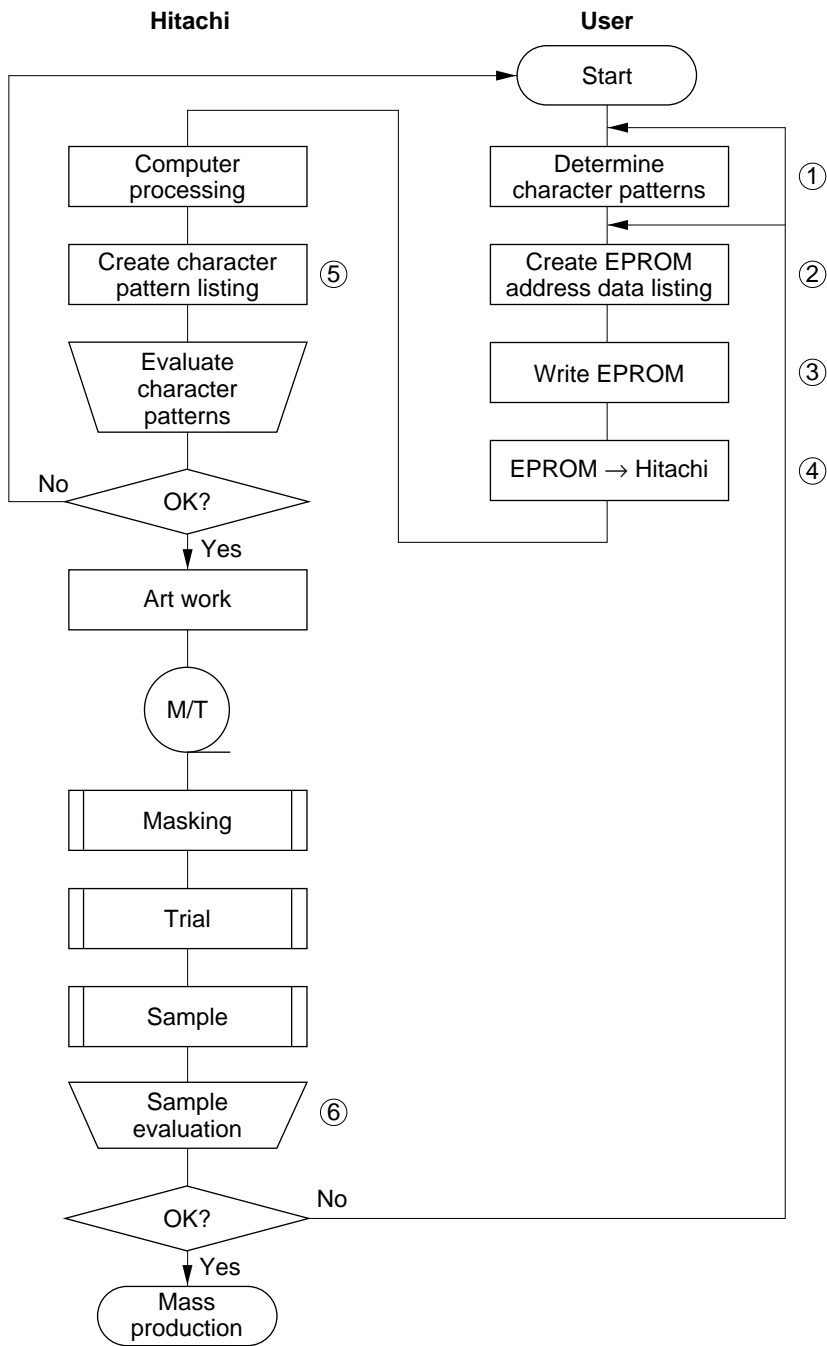 Hitachi
User
Start
Computer
processing
Determine
character patterns
①
Create character
pattern listing
⑤
Create EPROM
address data listing
②
Evaluate
character
patterns
Write EPROM
③
No
OK?
EPROM → Hitachi
④
Yes
Art work
M/T
Masking
Trial
Sample
Sample
evaluation
⑥
No
OK?
Yes
Mass
production